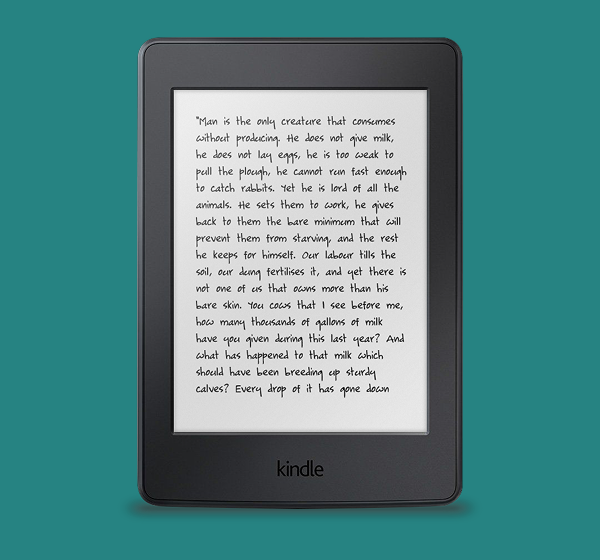 "Man is the only creature that consumes
without producing. He does not give milk,
he does not lay eggs, he is too weak to
pull the plough, he cannot run fast enough
to catch rabbits. Yet he is lord of all the
animals. He sets them to work, he gives
back to them the bare minimum that will
prevent them from starving, and the rest
he keeps for himself. Our labour tills the
soil, our dung fertilises it, and yet there is
not one of us that owns more than his
bare skin. You cows that I see before me,
how many thousands of gallons of milk
have you given during this last year? And
what has happened to that milk which
should have been breeding up sturdy
calves? Every drop of it has gone down
kindle